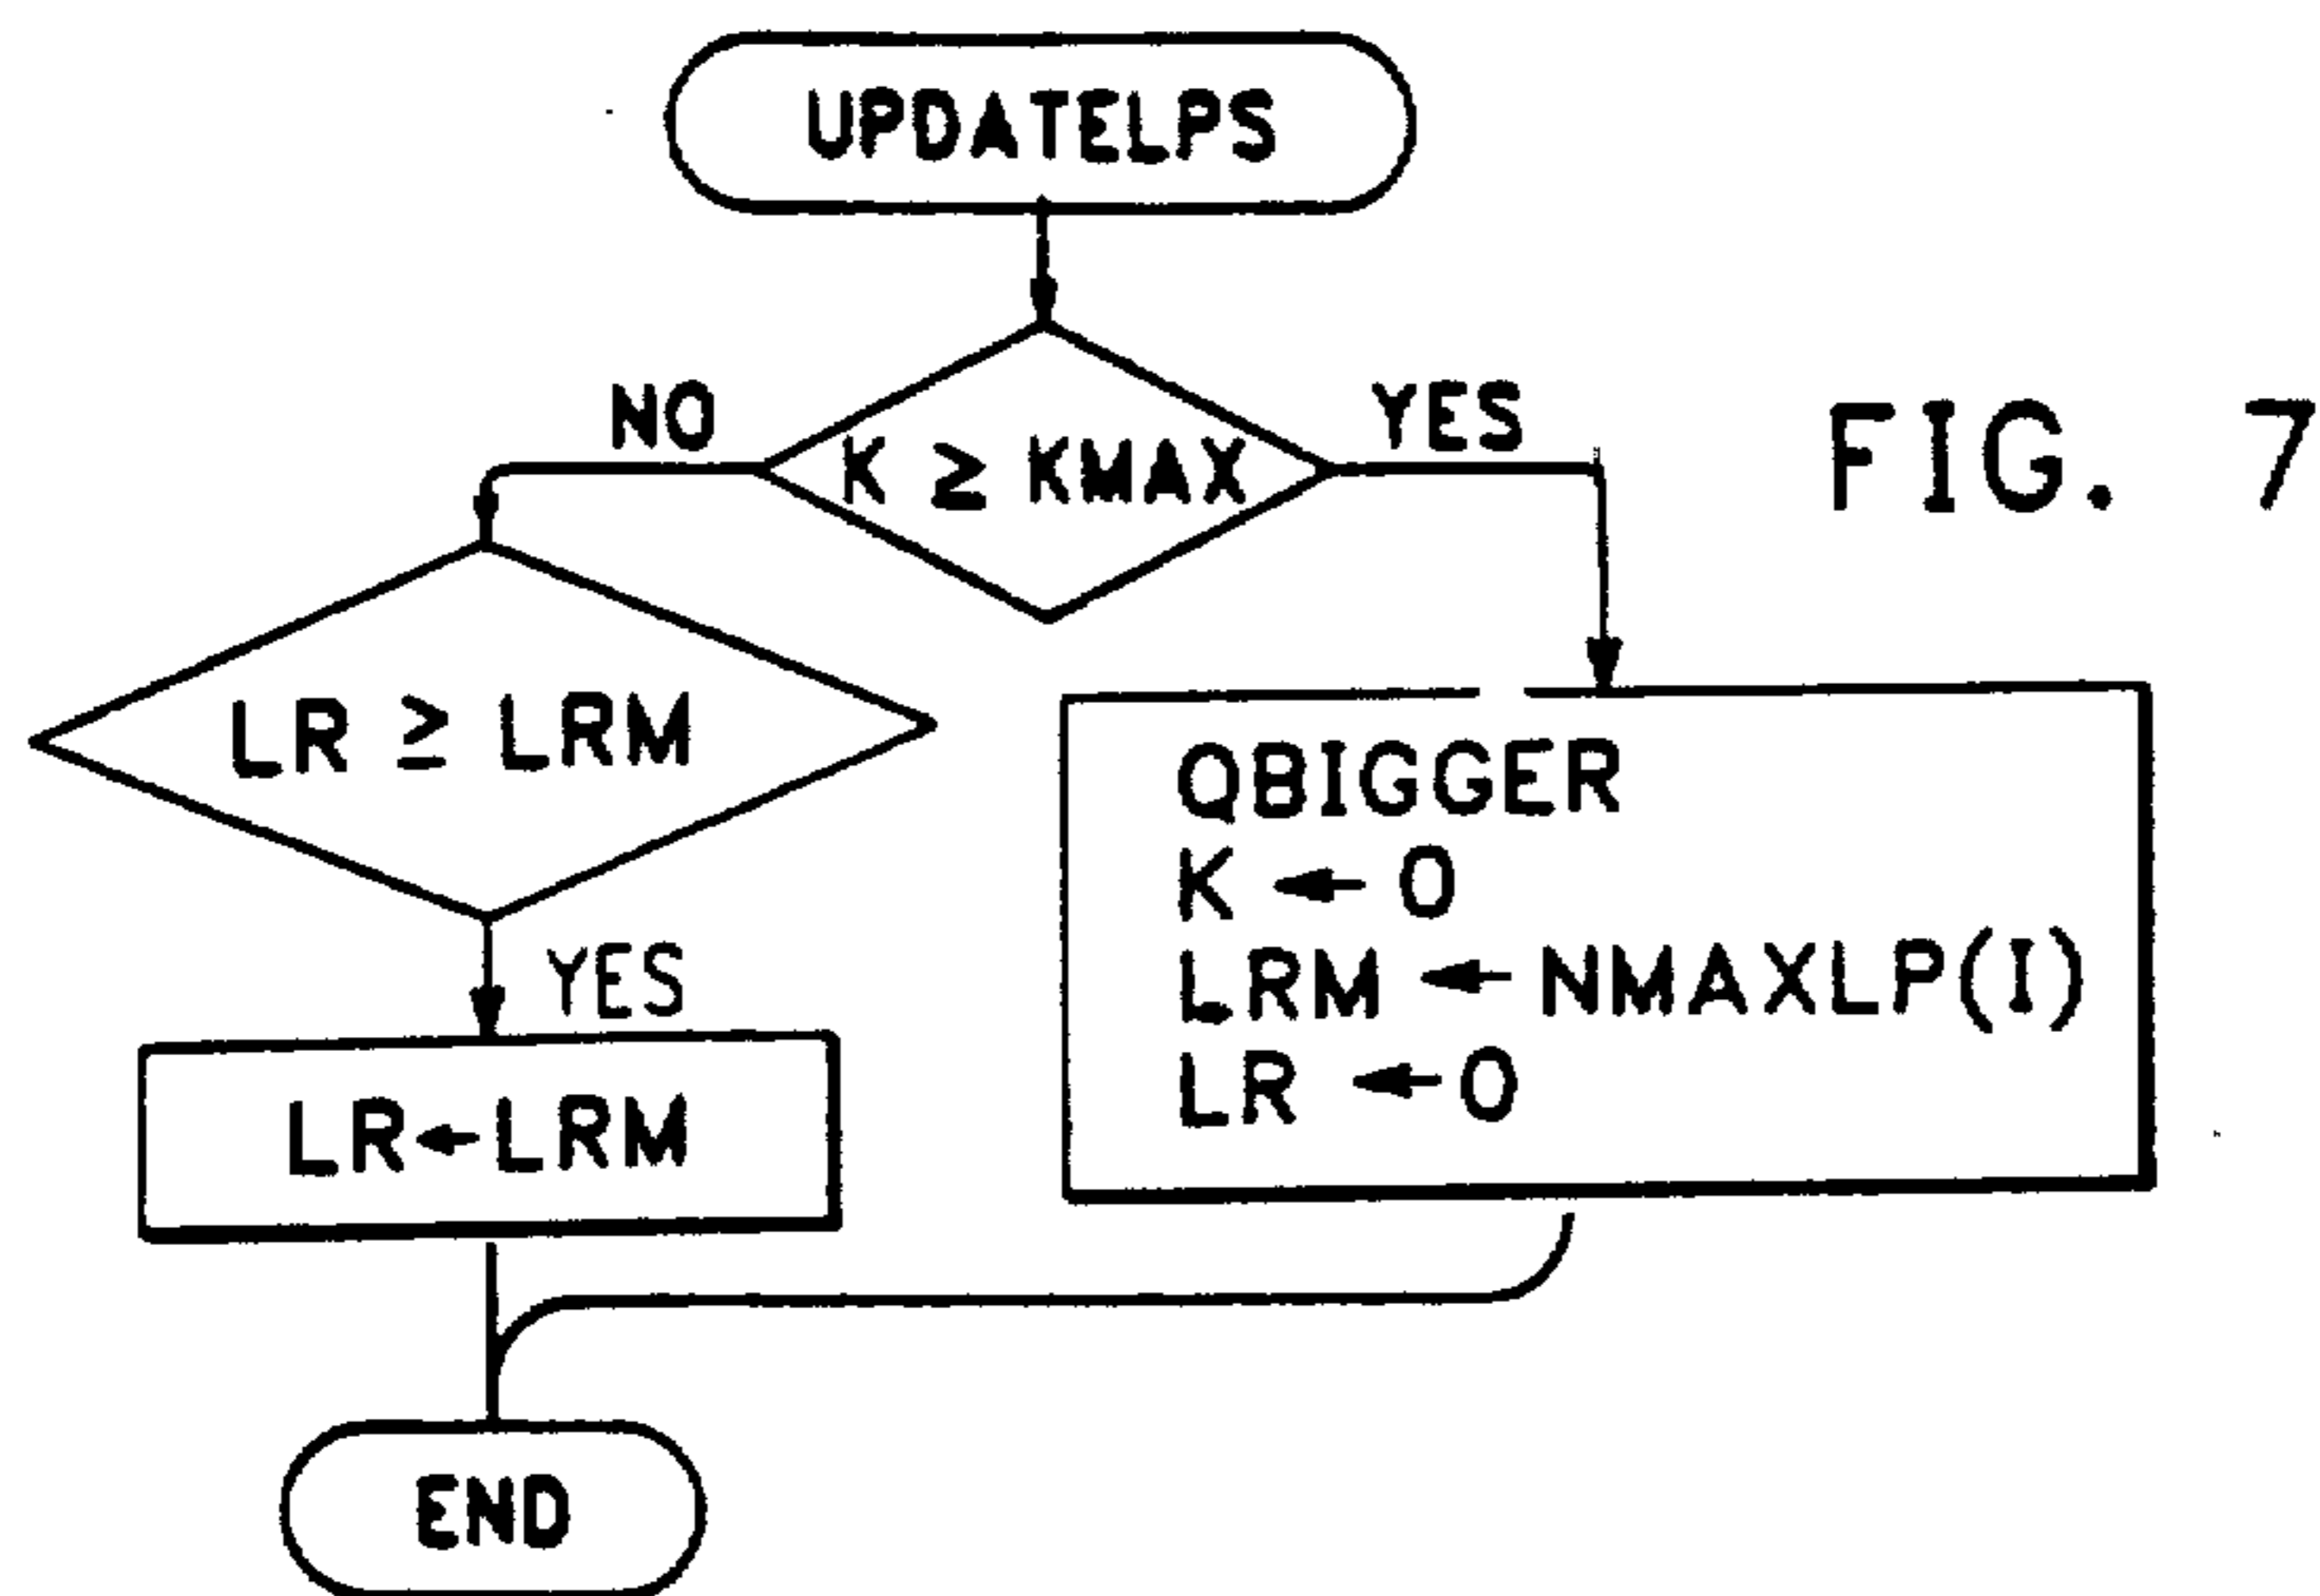 UPDATELPS
NO
YES
K ≥ KMAX
FIG. 7
LR ≥ LRM
QBIGGER
K ← 0
LRM ← NMAXLP(I)
LR ← 0
YES
LR ← LRM
END